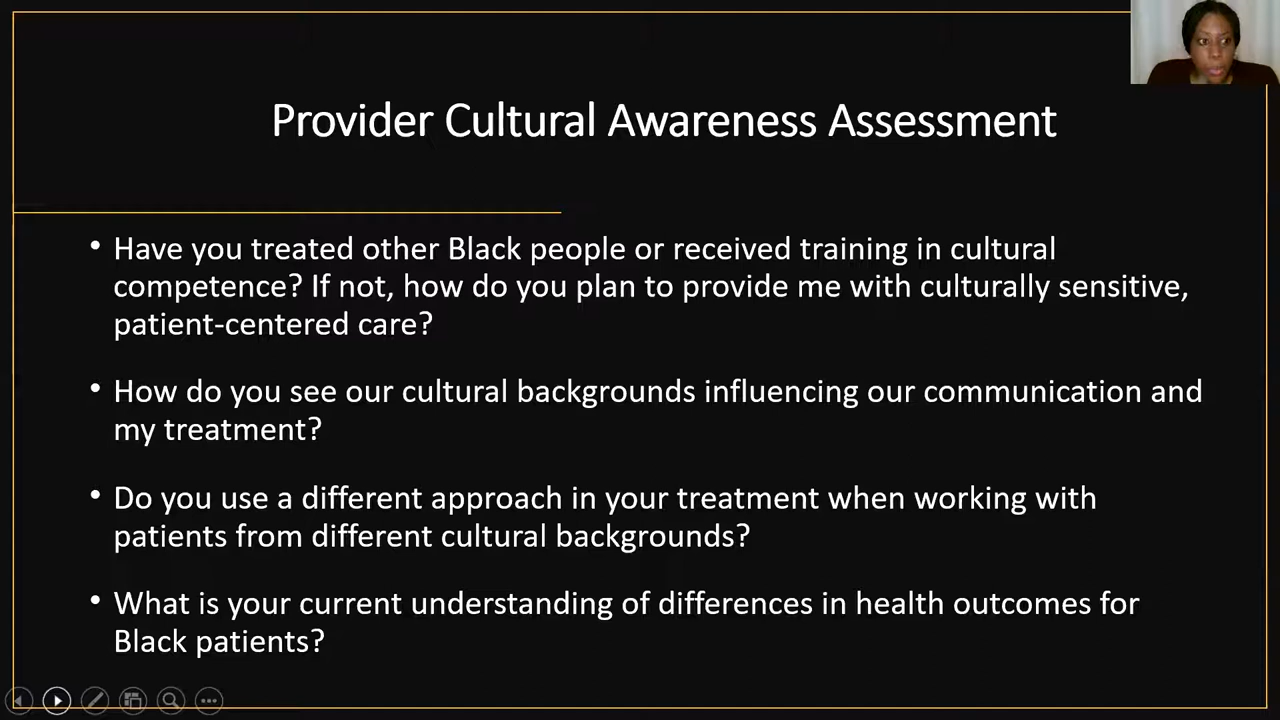 Provider Cultural Awareness Assessment
• Have you treated other Black people or received training in cultural
competence? If not, how do you plan to provide me with culturally sensitive,
patient-centered care?
• How do you see our cultural backgrounds influencing our communication and
my treatment?
• Do you use a different approach in your treatment when working with
patients from different cultural backgrounds?
• What is your current understanding of differences in health outcomes for
Black patients?